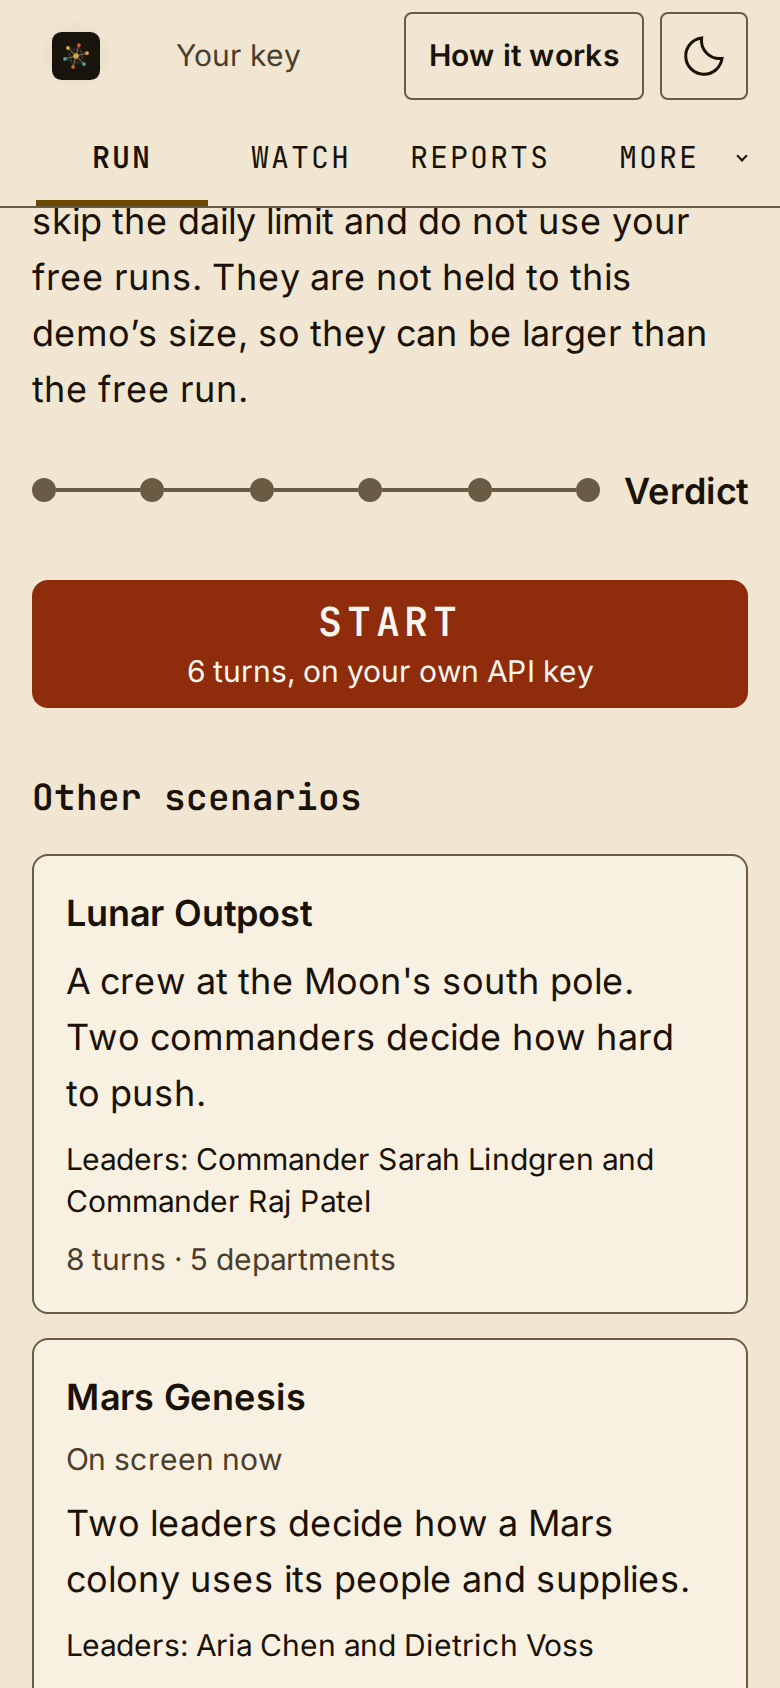 Your key
How it works
RUN
WATCH
REPORTS
MORE
skip the daily limit and do not use your
free runs. They are not held to this
demo’s size, so they can be larger than
the free run.
Verdict
START
6 turns, on your own API key
Other scenarios
Lunar Outpost
A crew at the Moon's south pole.
Two commanders decide how hard
to push.
Leaders: Commander Sarah Lindgren and
Commander Raj Patel
8 turns · 5 departments
Mars Genesis
On screen now
Two leaders decide how a Mars
colony uses its people and supplies.
Leaders: Aria Chen and Dietrich Voss